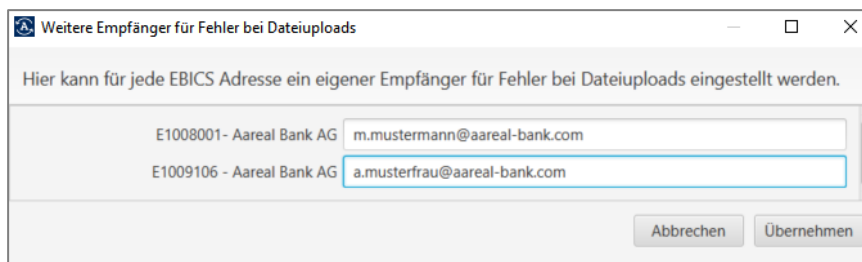 Weitere Empfänger für Fehler bei Dateiuploads
Hier kann für jede EBICS Adresse ein eigener Empfänger für Fehler bei Dateiuploads eingestellt werden.
E1008001- Aareal Bank AG m.mustermann@aareal-bank.com
E1009106 - Aareal Bank AG a.musterfrau@aareal-bank.com
Abbrechen Übernehmen